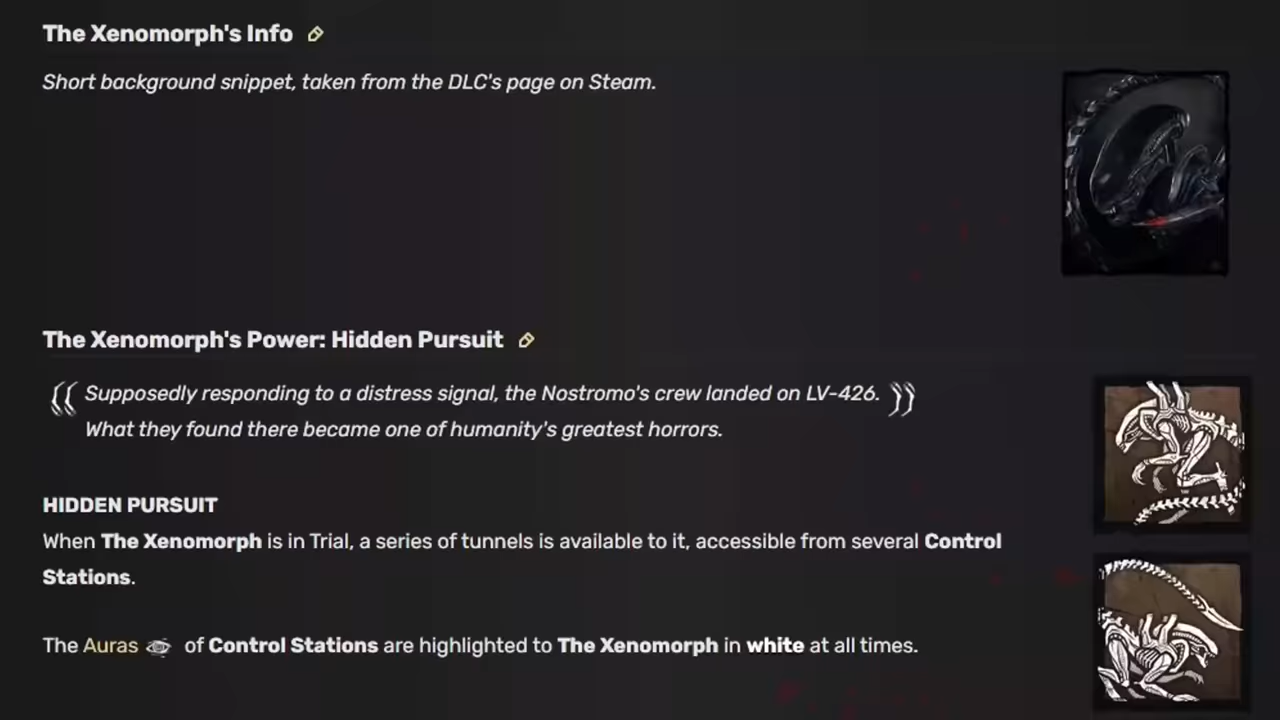 The Xenomorph's Info
Short background snippet, taken from the DLC's page on Steam.
The Xenomorph's Power: Hidden Pursuit
Supposedly responding to a distress signal, the Nostromo's crew landed on LV-426.
What they found there became one of humanity's greatest horrors.
HIDDEN PURSUIT
When The Xenomorph is in Trial, a series of tunnels is available to it, accessible from several Control
Stations.
The Auras of Control Stations are highlighted to The Xenomorph in white at all times.